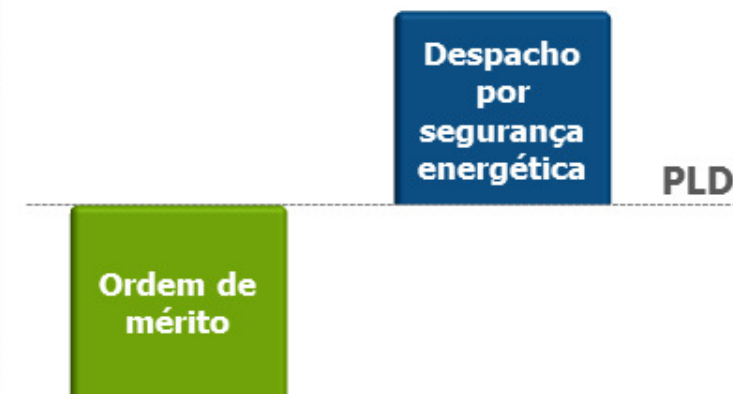 Despacho
por
segurança
energética
PLD
Ordem de
mérito